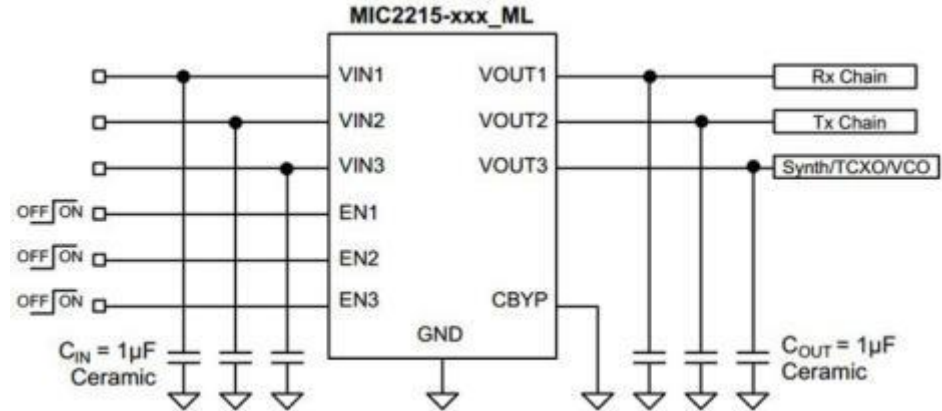 MIC2215-xxx_ML
VIN1
VOUT1
Rx Chain
VIN2
VOUT2
Tx Chain
VIN3
VOUT3
Synth/TCXO/VCO
OFF ON
EN1
OFF ON
EN2
OFF ON
EN3
CBYP
GND
CIN = 1µF
Ceramic
COUT = 1µF
Ceramic